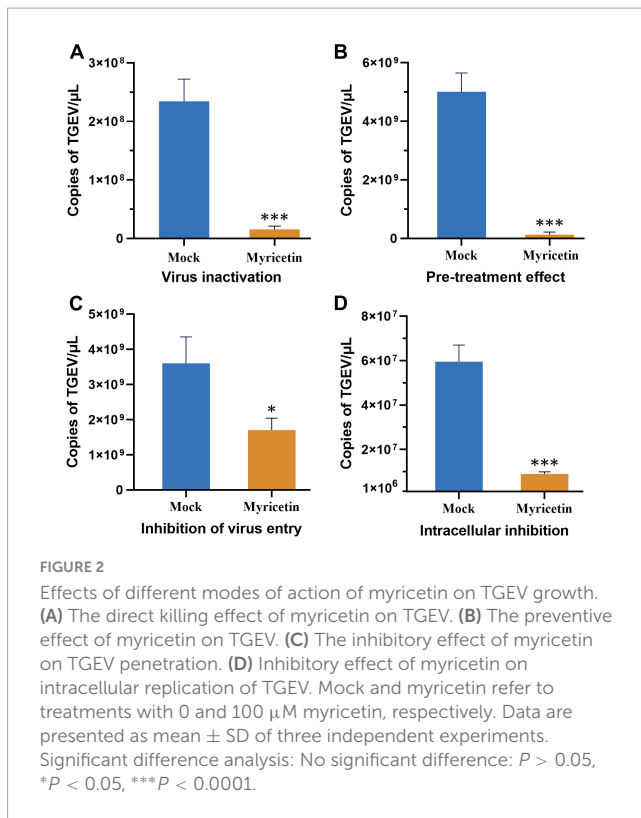 A
Copies of TGEV/μL
3×10⁸
2×10⁸
1×10⁸
0
***
Mock Myricetin
Virus inactivation
B
Copies of TGEV/μL
6×10⁹
4×10⁹
2×10⁹
0
***
Mock Myricetin
Pre-treatment effect
C
Copies of TGEV/μL
5×10⁹
4×10⁹
3×10⁹
2×10⁹
1×10⁹
0
*
Mock Myricetin
Inhibition of virus entry
D
Copies of TGEV/μL
8×10⁷
6×10⁷
4×10⁷
2×10⁷
1×10⁶
***
Mock Myricetin
Intracellular inhibition
FIGURE 2
Effects of different modes of action of myricetin on TGEV growth.
(A) The direct killing effect of myricetin on TGEV. (B) The preventive
effect of myricetin on TGEV. (C) The inhibitory effect of myricetin
on TGEV penetration. (D) Inhibitory effect of myricetin on
intracellular replication of TGEV. Mock and myricetin refer to
treatments with 0 and 100 μM myricetin, respectively. Data are
presented as mean ± SD of three independent experiments.
Significant difference analysis: No significant difference: P > 0.05,
*P < 0.05, ***P < 0.0001.